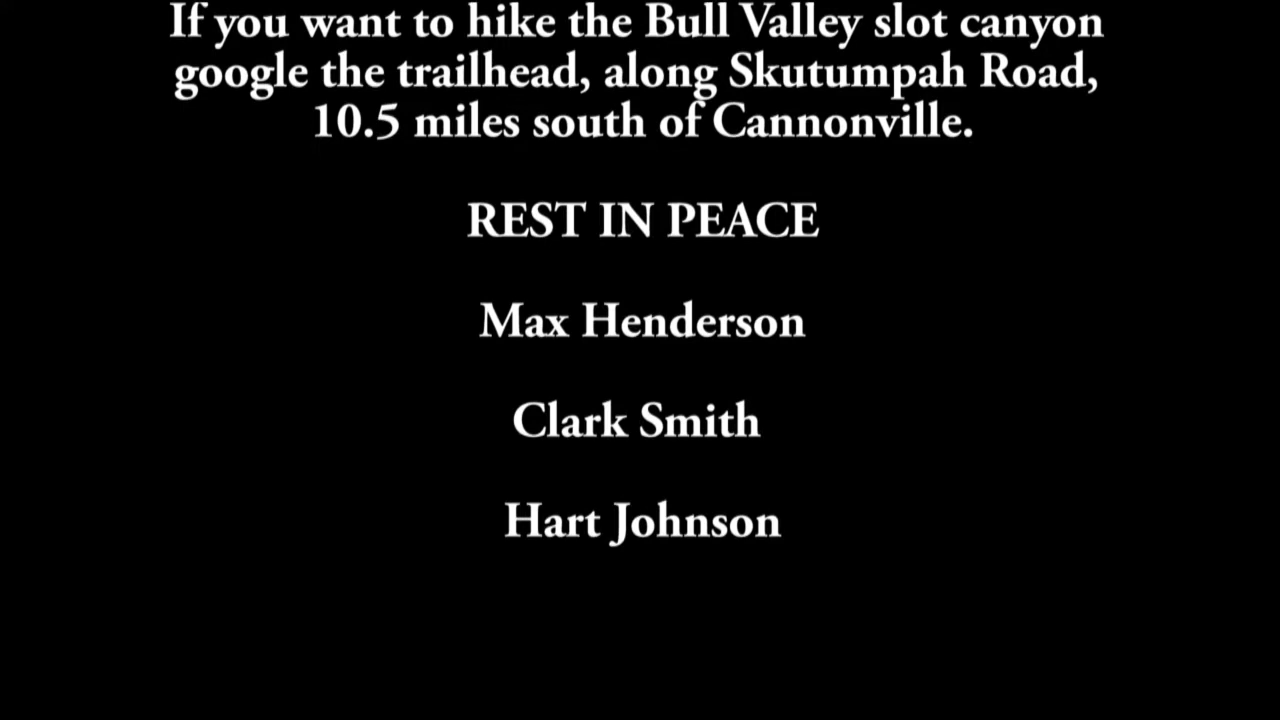 If you want to hike the Bull Valley slot canyon
google the trailhead, along Skutumpah Road,
10.5 miles south of Cannonville.
REST IN PEACE
Max Henderson
Clark Smith
Hart Johnson